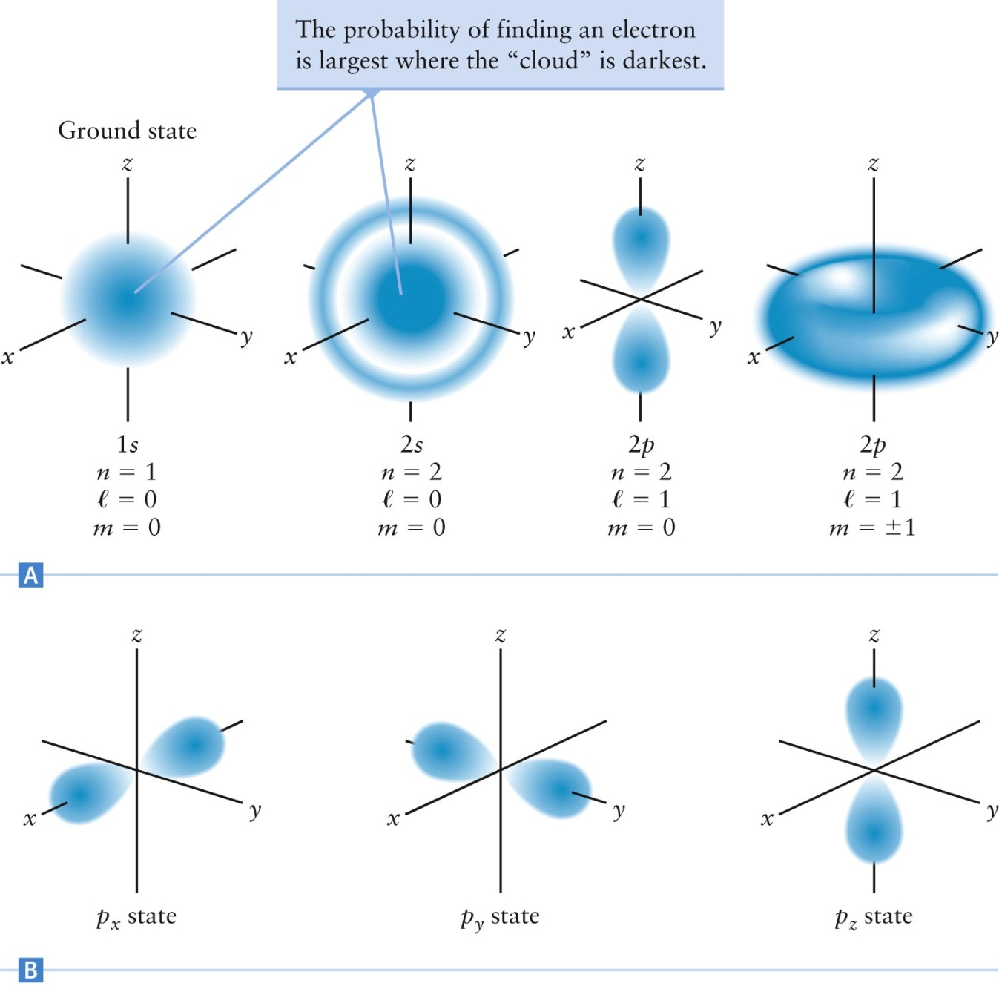 The probability of finding an electron
is largest where the “cloud” is darkest.
Ground state
z
z
z
z
x
y
x
y
x
y
x
y
1s
n = 1
ℓ = 0
m = 0
2s
n = 2
ℓ = 0
m = 0
2p
n = 2
ℓ = 1
m = 0
2p
n = 2
ℓ = 1
m = ±1
A
z
z
z
x
y
x
y
x
y
pₓ state
p_y state
p_z state
B